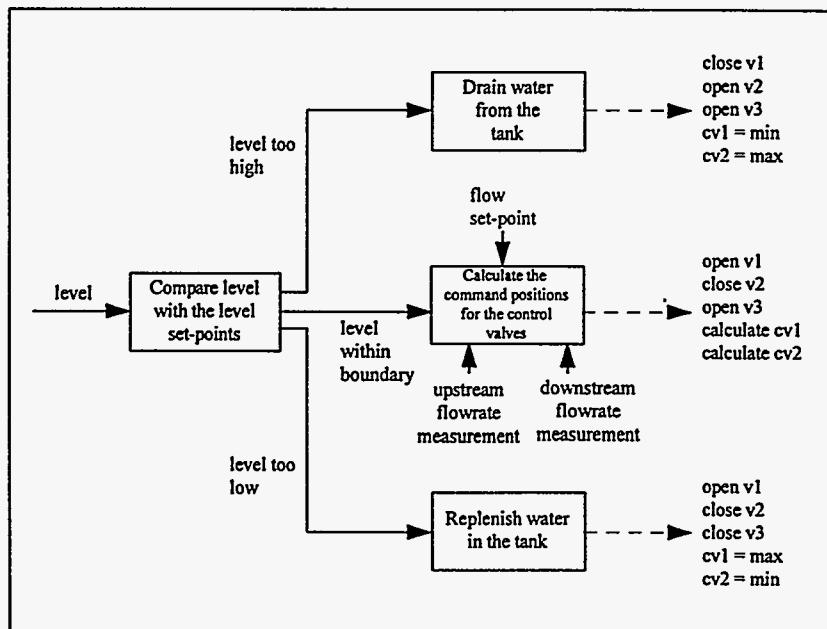 close v1
open v2
open v3
cv1 = min
cv2 = max
Drain water
from the
tank
level too
high
flow
set-point
level
Compare level
with the level
set-points
level
within
boundary
Calculate the
command positions
for the control
valves
open v1
close v2
open v3
calculate cv1
calculate cv2
upstream
flowrate
measurement
downstream
flowrate
measurement
level too
low
Replenish water
in the tank
open v1
close v2
close v3
cv1 = max
cv2 = min